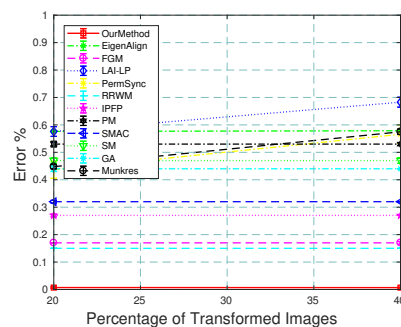 1
0.9
0.8
0.7
0.6
0.5
0.4
0.3
0.2
0.1
0
Error %
OurMethod
EigenAlign
FGM
LAI-LP
PermSync
RRWM
IPFP
PM
SMAC
SM
GA
Munkres
20 25 30 35 40
Percentage of Transformed Images